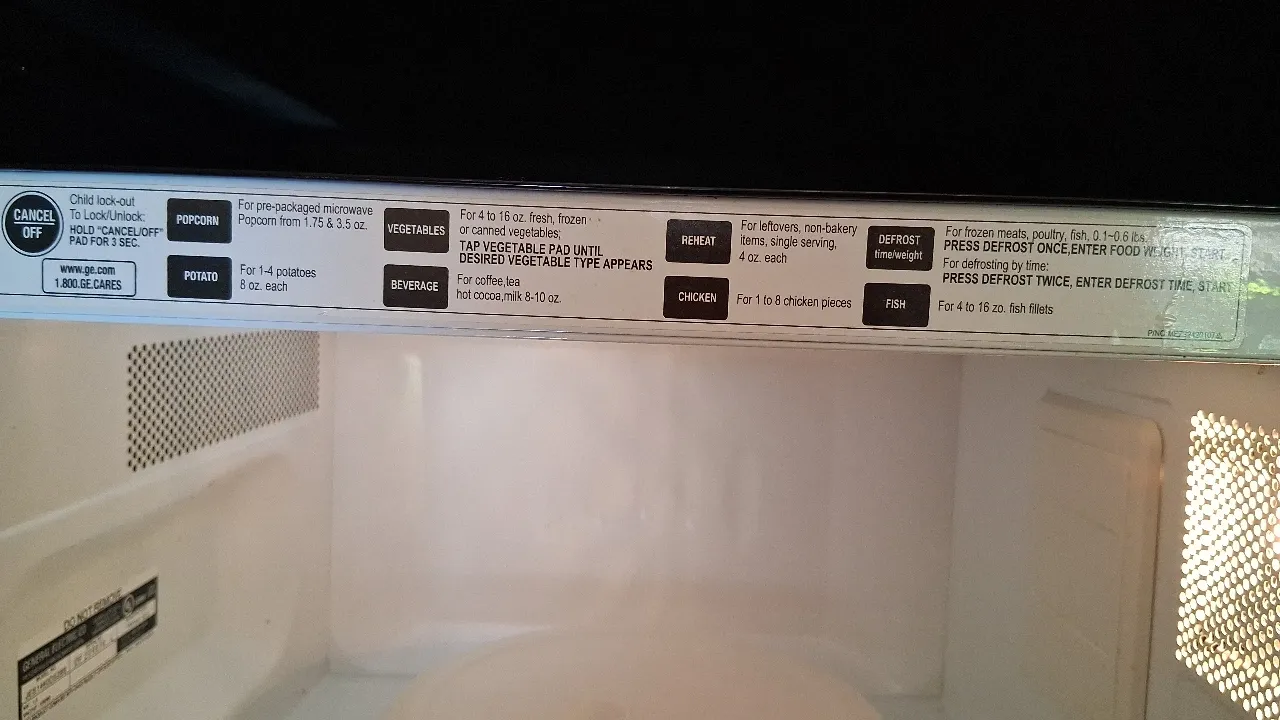 CANCEL
OFF
Child lock-out
To Lock/Unlock:
HOLD "CANCEL/OFF"
PAD FOR 3 SEC.
www.ge.com
1.800.GE.CARES
POPCORN
For pre-packaged microwave
Popcorn from 1.75 & 3.5 oz.
POTATO
For 1-4 potatoes
8 oz. each
VEGETABLES
For 4 to 16 oz. fresh, frozen
or canned vegetables;
TAP VEGETABLE PAD UNTIL
DESIRED VEGETABLE TYPE APPEARS
BEVERAGE
For coffee,tea
hot cocoa,milk 8-10 oz.
REHEAT
For leftovers, non-bakery
items, single serving,
4 oz. each
CHICKEN
For 1 to 8 chicken pieces
DEFROST
time/weight
For frozen meats, poultry, fish, 0.1~0.6 lbs.
PRESS DEFROST ONCE,ENTER FOOD WEIGHT, START
For defrosting by time:
PRESS DEFROST TWICE, ENTER DEFROST TIME, START
FISH
For 4 to 16 zo. fish fillets
P/NO.
DO NOT REMOVE
GENERAL ELECTRIC